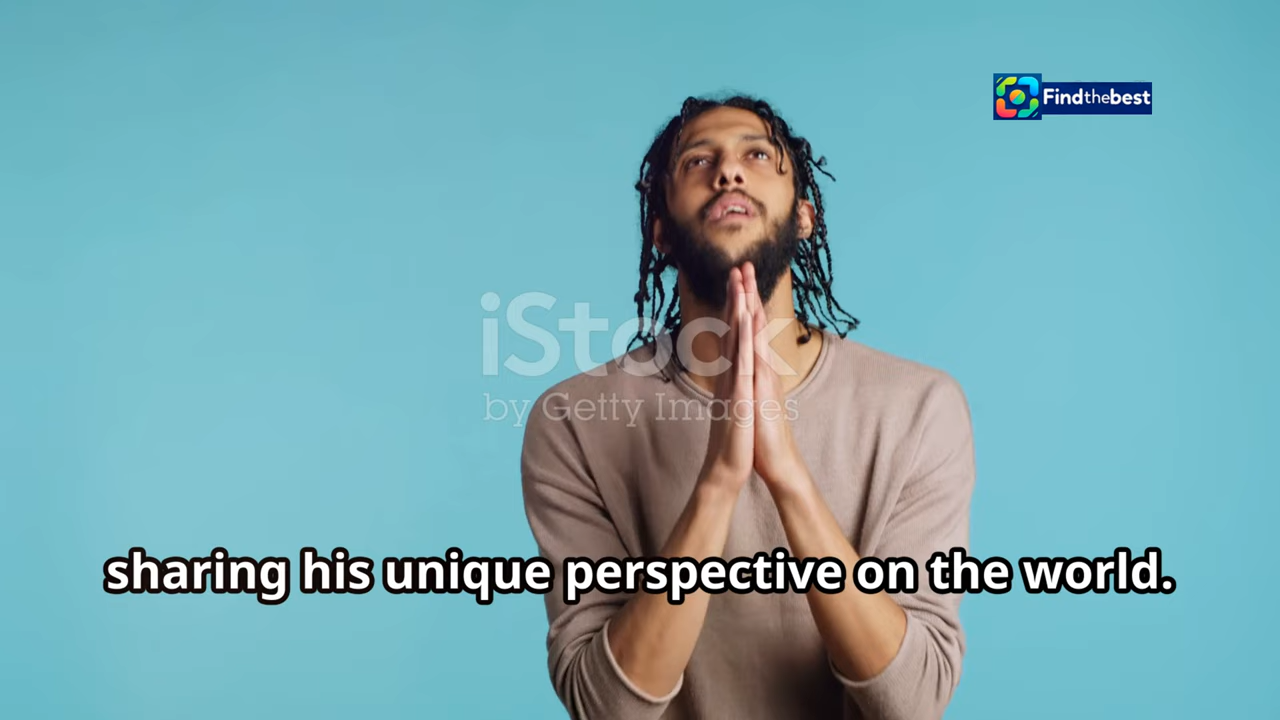 Findthebest
iStock
by Getty Images
sharing his unique perspective on the world.